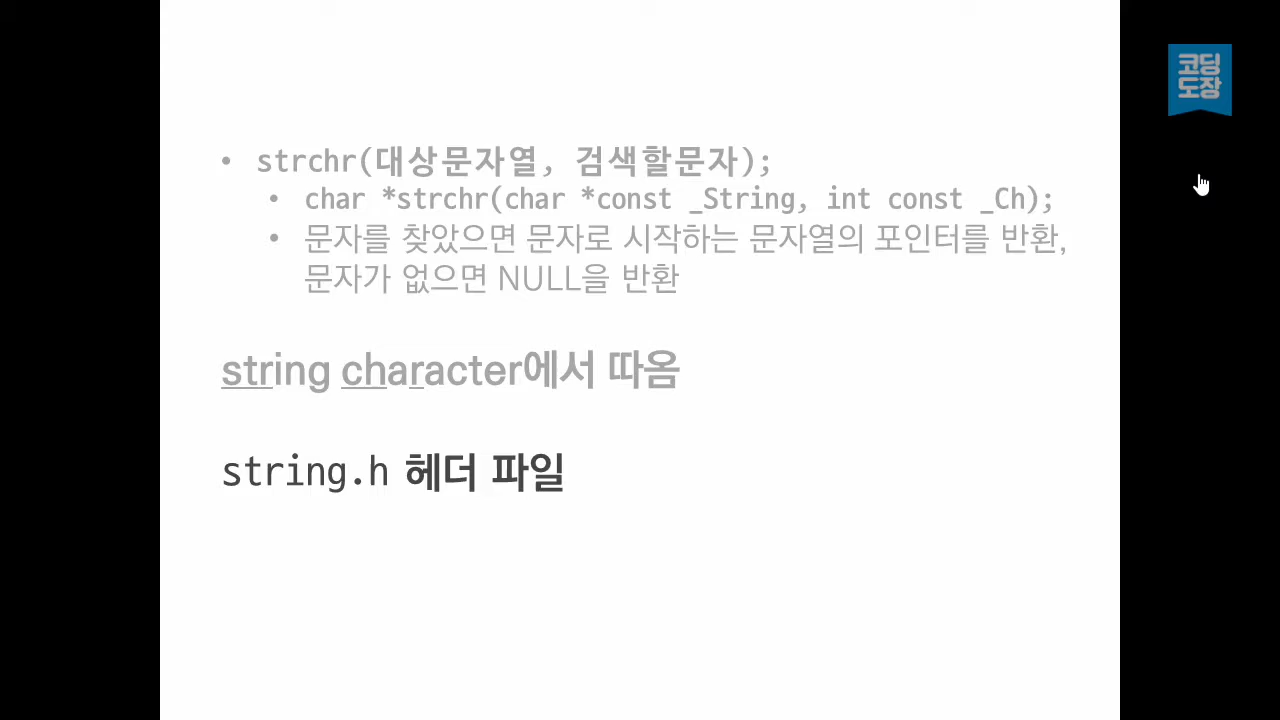 코딩
도장
• strchr(대상문자열, 검색할문자);
• char *strchr(char *const _String, int const _Ch);
• 문자를 찾았으면 문자로 시작하는 문자열의 포인터를 반환,
문자가 없으면 NULL을 반환
string character에서 따옴
string.h 헤더 파일